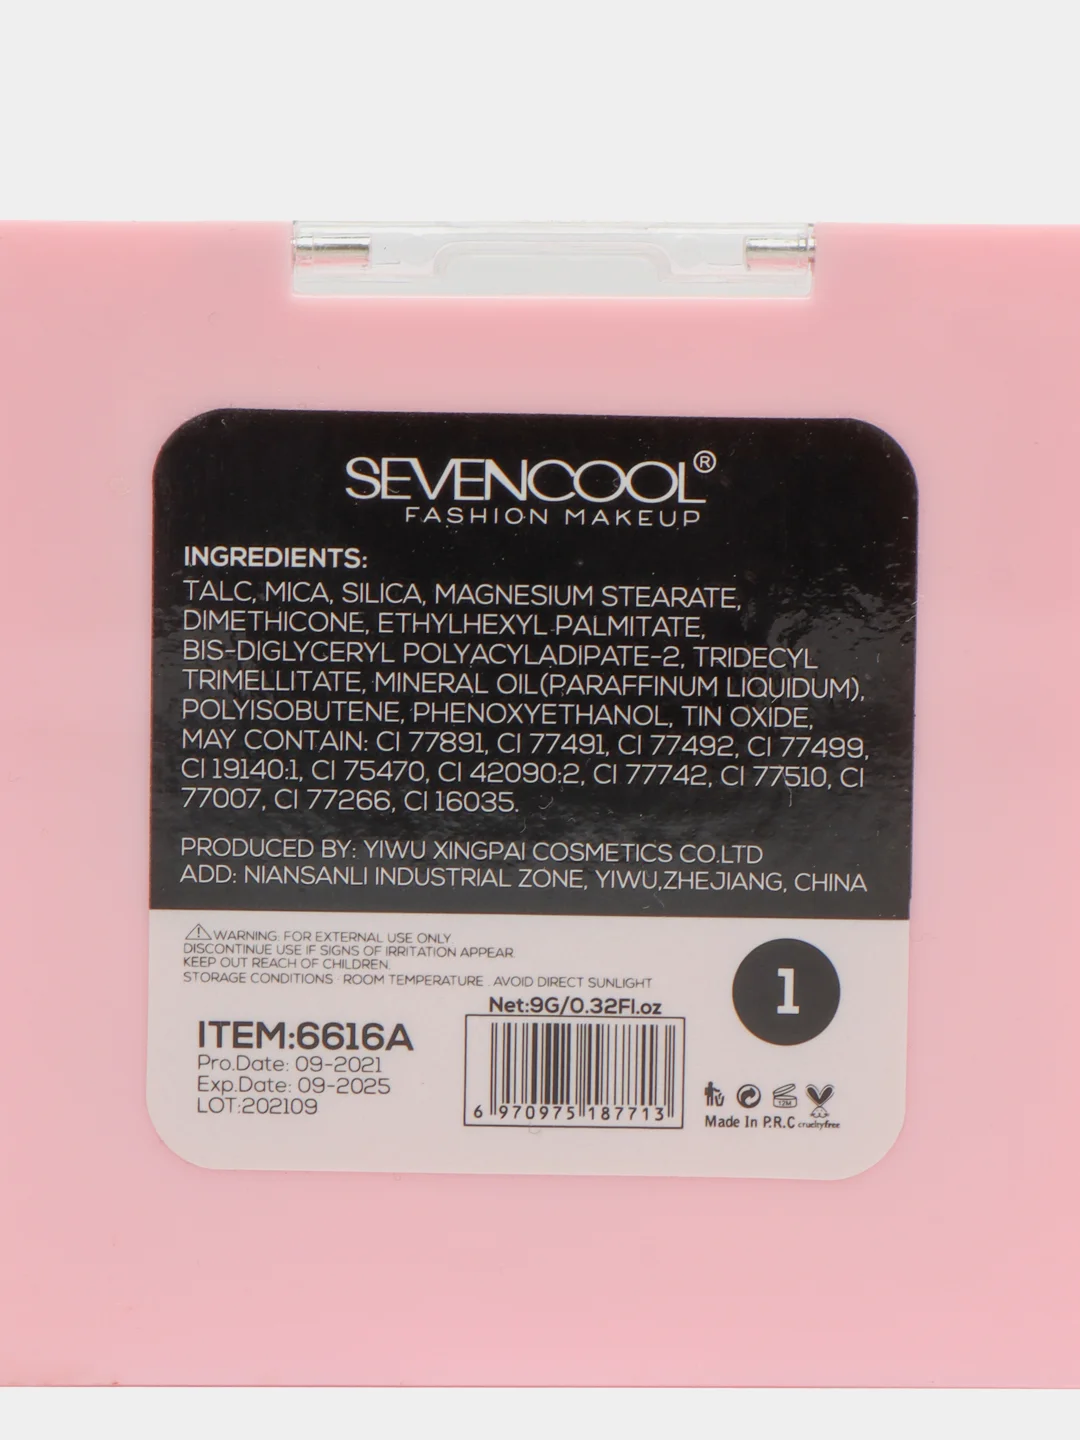 SEVENCOOL®
FASHION MAKEUP
INGREDIENTS:
TALC, MICA, SILICA, MAGNESIUM STEARATE,
DIMETHICONE, ETHYLHEXYL PALMITATE,
BIS-DIGLYCERYL POLYACYLADIPATE-2, TRIDECYL
TRIMELLITATE, MINERAL OIL(PARAFFINUM LIQUIDUM),
POLYISOBUTENE, PHENOXYETHANOL, TIN OXIDE,
MAY CONTAIN: CI 77891, CI 77491, CI 77492, CI 77499,
CI 19140:1, CI 75470, CI 42090:2, CI 77742, CI 77510, CI
77007, CI 77266, CI 16035.
PRODUCED BY: YIWU XINGPAI COSMETICS CO.LTD
ADD: NIANSANLI INDUSTRIAL ZONE, YIWU,ZHEJIANG, CHINA
WARNING: FOR EXTERNAL USE ONLY
DISCONTINUE USE IF SIGNS OF IRRITATION APPEAR.
KEEP OUT REACH OF CHILDREN.
STORAGE CONDITIONS: ROOM TEMPERATURE. AVOID DIRECT SUNLIGHT
Net:9G/0.32Fl.oz
1
ITEM:6616A
Pro.Date: 09-2021
Exp.Date: 09-2025
LOT:202109
6 970975 187713
12M
Made In P.R.C cruelty free